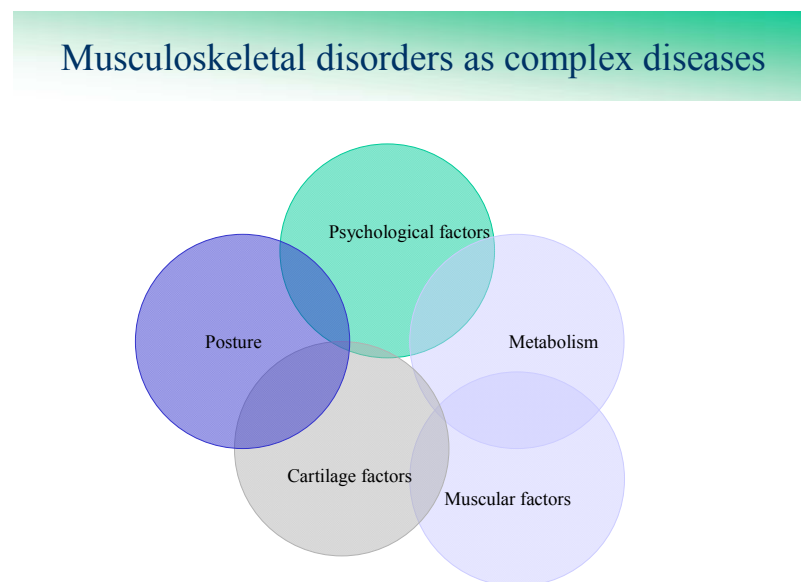 Musculoskeletal disorders as complex diseases
Psychological factors
Posture
Metabolism
Cartilage factors
Muscular factors